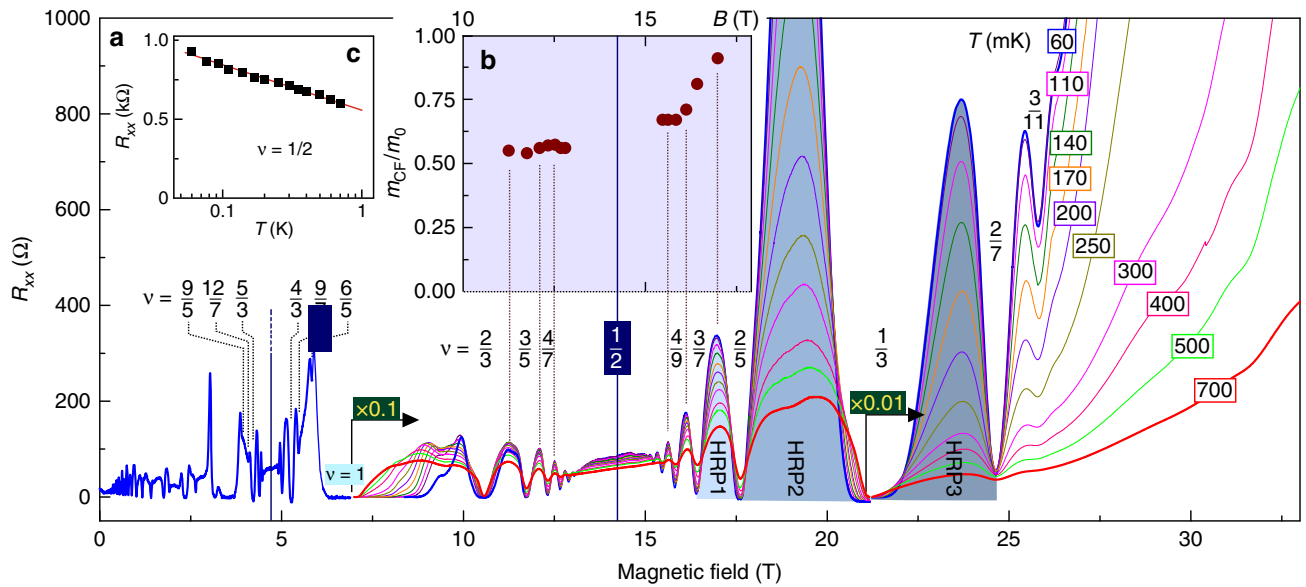 10 15 B (T)
a
c
b
1.0
0.5
0
R_xx (kΩ)
ν = 1/2
0.1 1
T (K)
1.00
0.75
0.50
0.25
0.00
m_CF/m_0
T (mK)
60
110
140
170
200
250
300
400
500
700
3/11
2/7
1000
800
600
400
200
0
R_xx (Ω)
ν = 9/5 12/7 5/3 4/3 6/5
ν = 2/3 3/5 4/7 1/2 4/9 3/7 2/5 1/3
×0.1
×0.01
ν = 1
HRP1
HRP2
HRP3
0 5 10 15 20 25 30
Magnetic field (T)